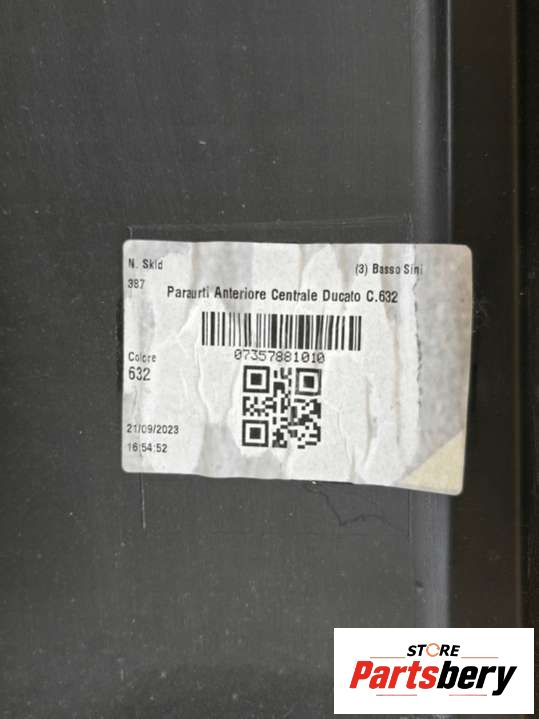 N. Skid
(3) Basso Sini
387
Paraurti Anteriore Centrale Ducato C.632
07357881010
Colore
632
21/09/2023
16:54:52
STORE
Partsbery